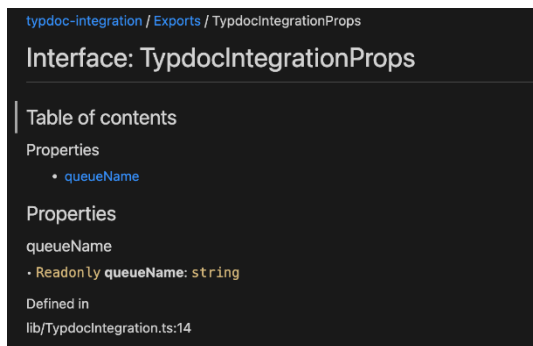 typdoc-integration / Exports / TypdocIntegrationProps
Interface: TypdocIntegrationProps
Table of contents
Properties
• queueName
Properties
queueName
• Readonly queueName: string
Defined in
lib/TypdocIntegration.ts:14